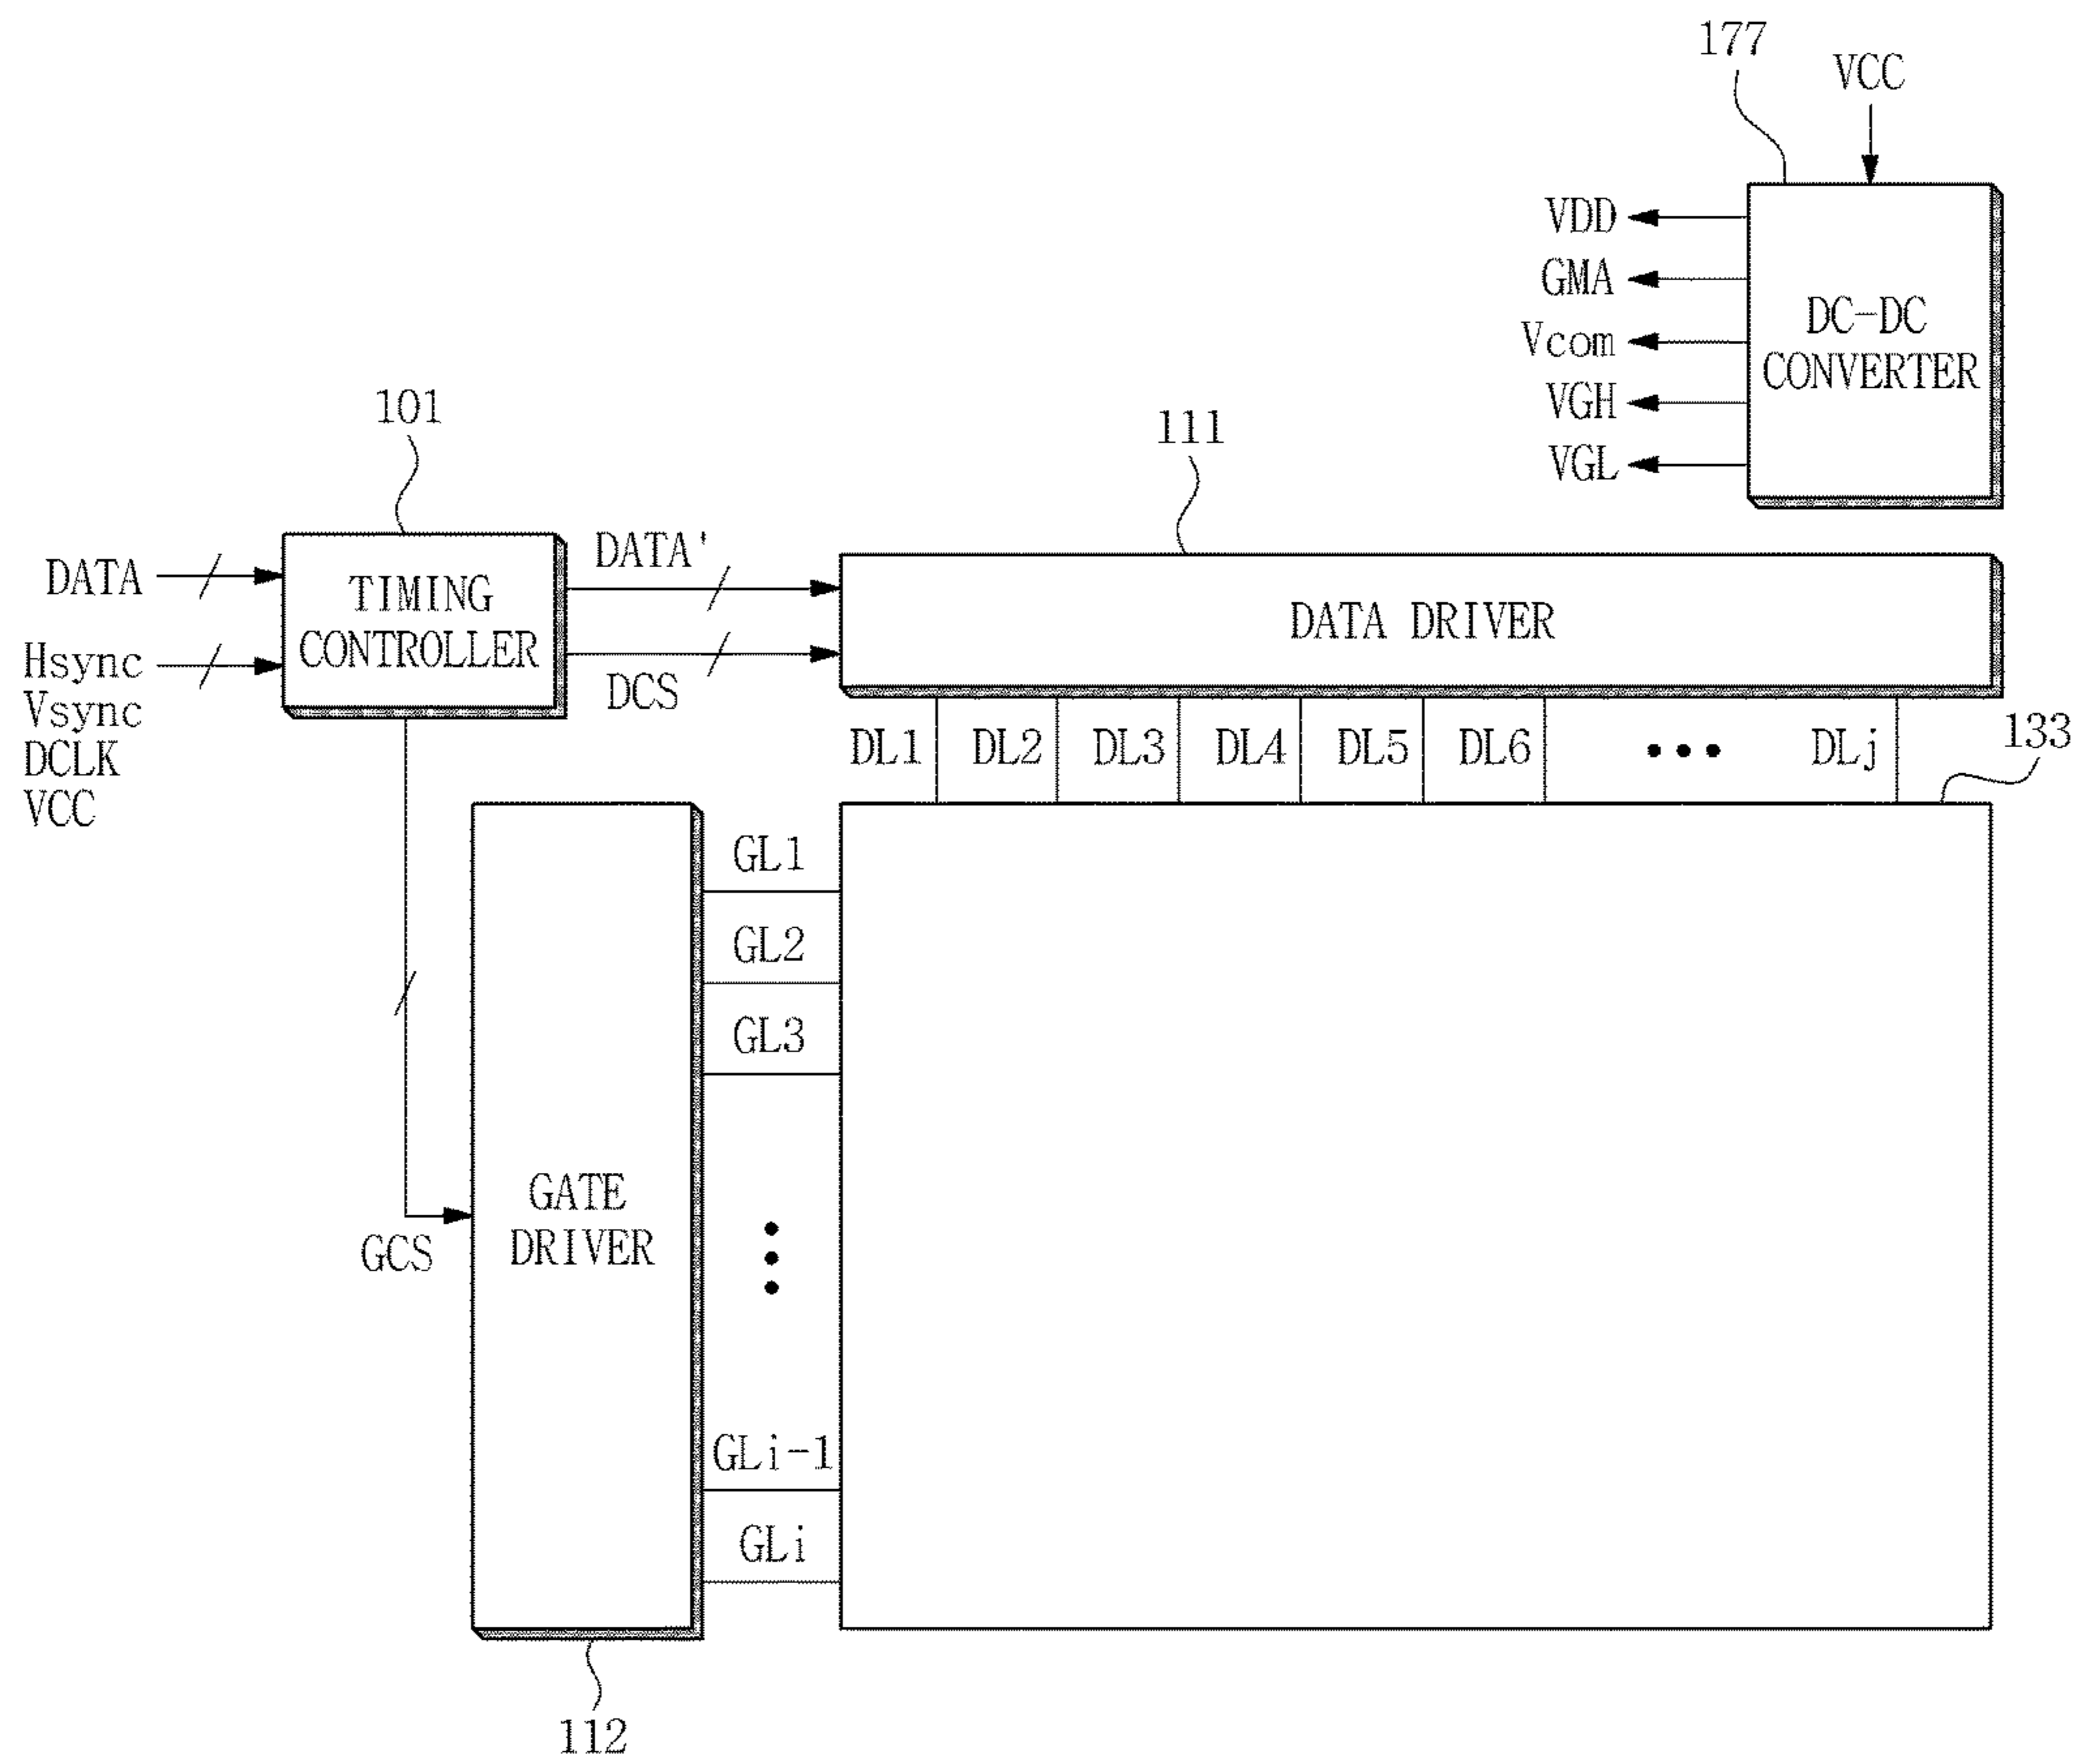 177
VCC
VDD
GMA
Vcom
VGH
VGL
DC-DC
CONVERTER
101
111
DATA
Hsync
Vsync
DCLK
VCC
TIMING
CONTROLLER
DATA'
DCS
DATA DRIVER
DL1 DL2 DL3 DL4 DL5 DL6 ••• DLj
133
GL1
GL2
GL3
GCS
GATE
DRIVER
GLi-1
GLi
112